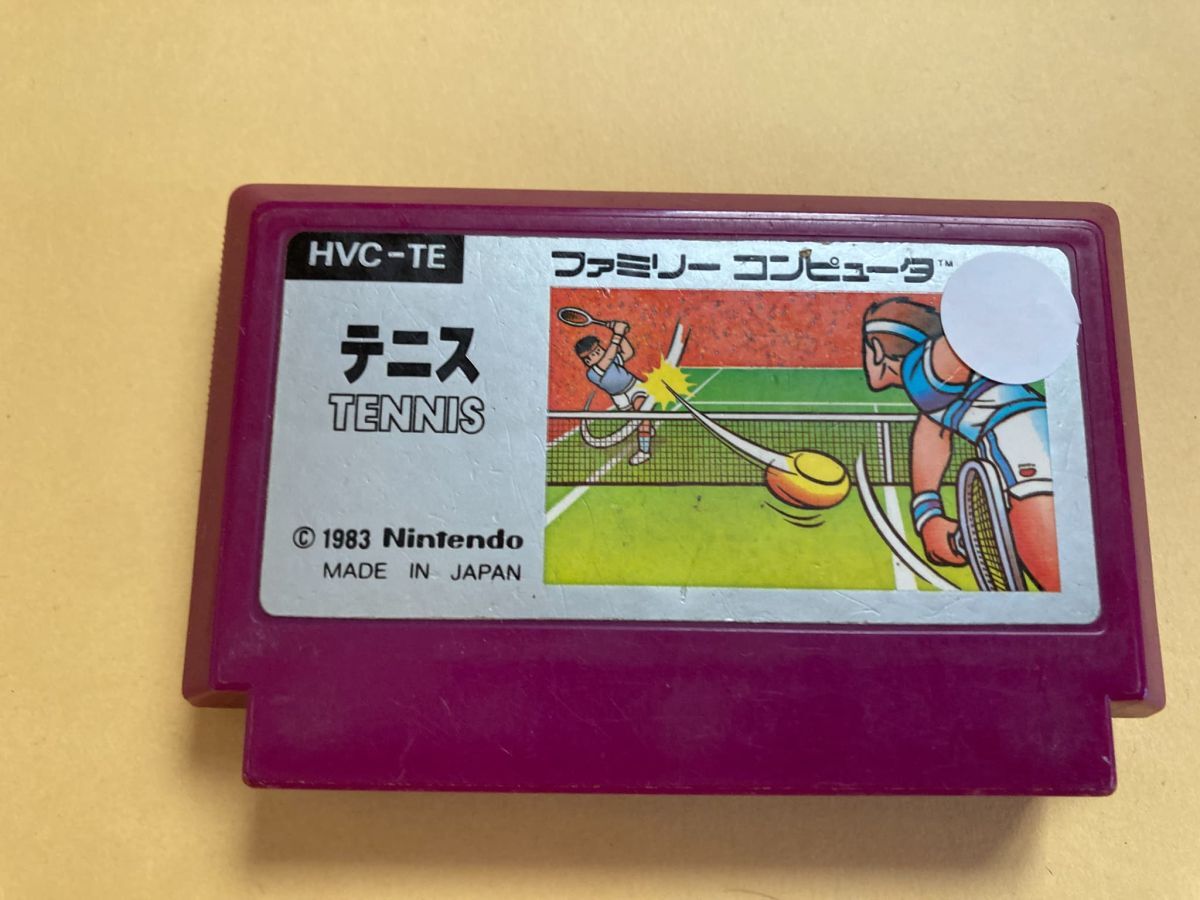 HVC-TE
ファミリー コンピュータ™
テニス
TENNIS
© 1983 Nintendo
MADE IN JAPAN